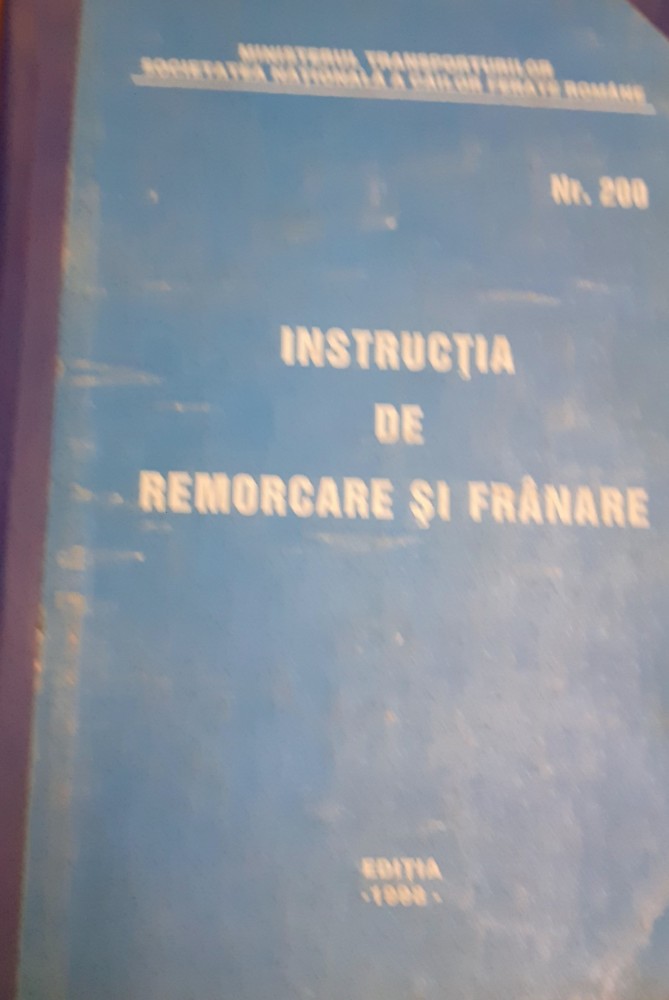 MINISTERUL TRANSPORTURILOR
SOCIETATEA NAȚIONALĂ A CĂILOR FERATE ROMÂNE
Nr. 200
INSTRUCȚIA
DE
REMORCARE ȘI FRÂNARE
EDIȚIA